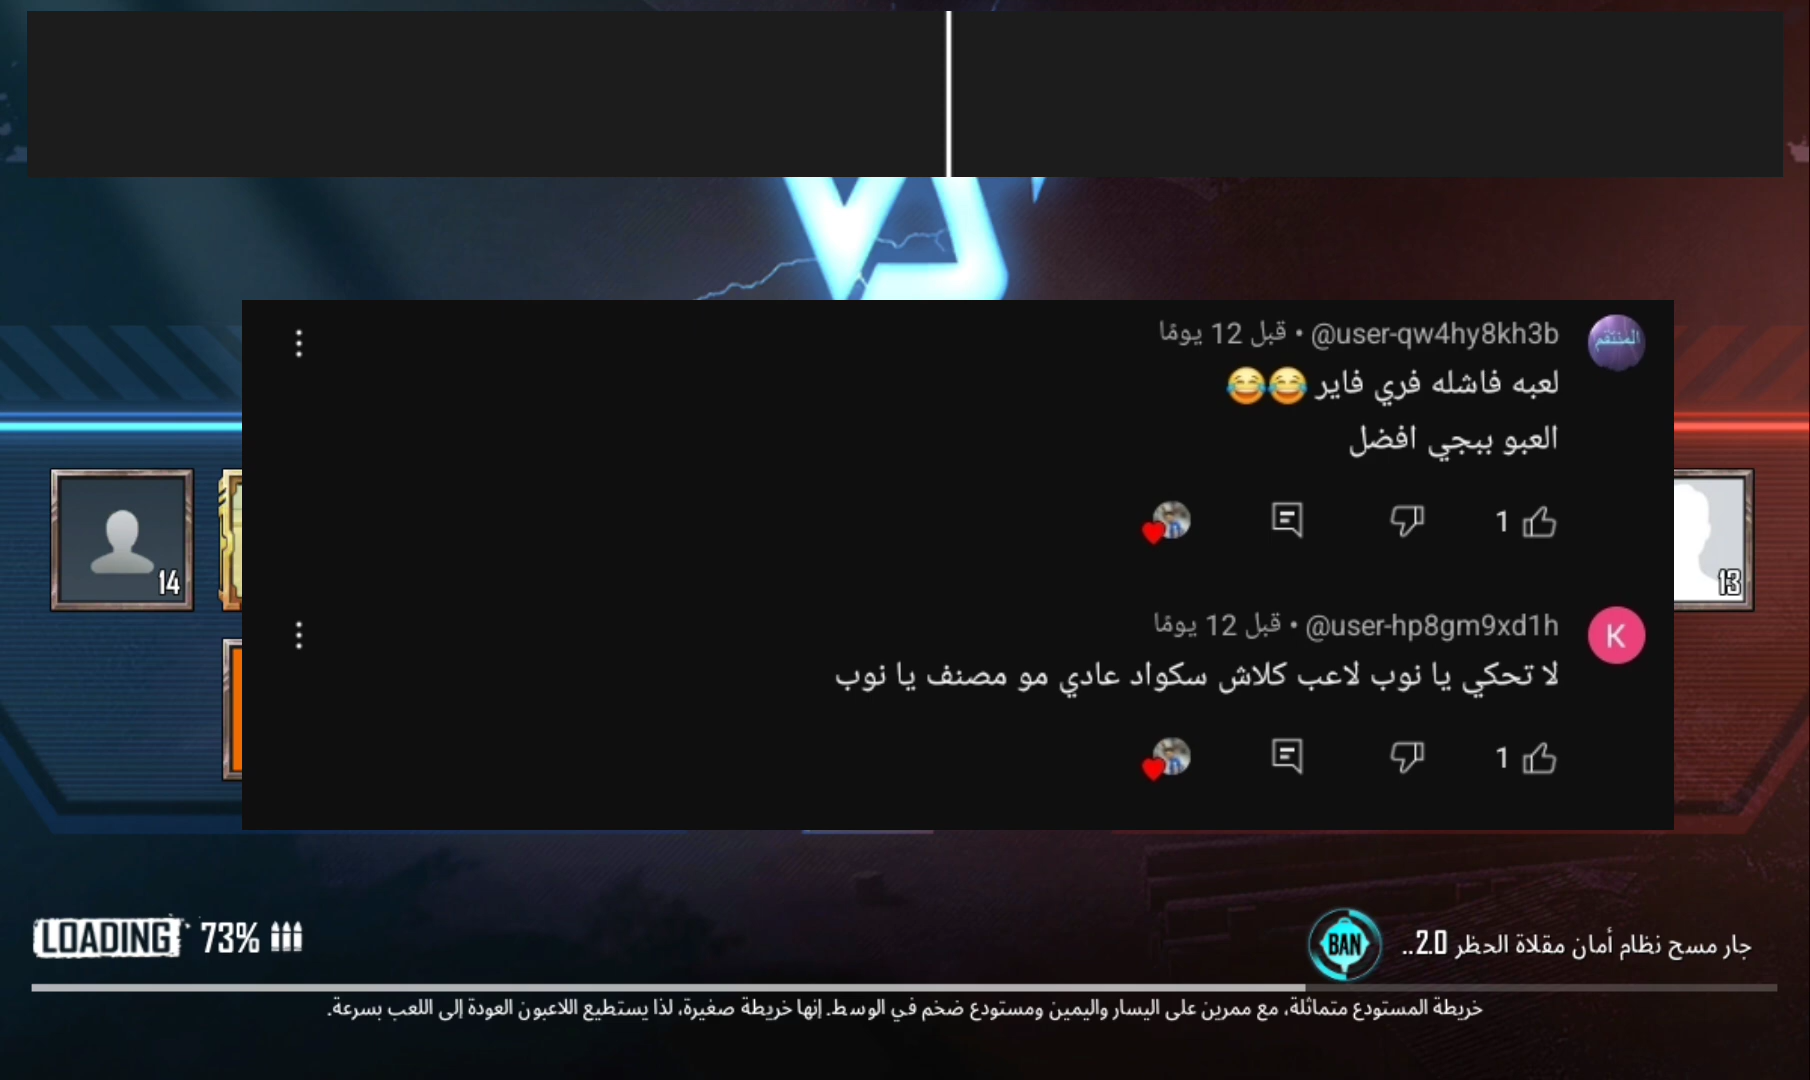 VS
@user-qw4hy8kh3b • قبل 12 يومًا
المنتقم
لعبه فاشله فري فاير 😂😂
العبو ببجي افضل
1
14
13
@user-hp8gm9xd1h • قبل 12 يومًا
K
لا تحكي يا نوب لاعب كلاش سكواد عادي مو مصنف يا نوب
1
LOADING 73%
BAN
جار مسح نظام أمان مقلاة الحظر 2.0..
خريطة المستودع متماثلة، مع ممرين على اليسار واليمين ومستودع ضخم في الوسط. إنها خريطة صغيرة، لذا يستطيع اللاعبون العودة إلى اللعب بسرعة.